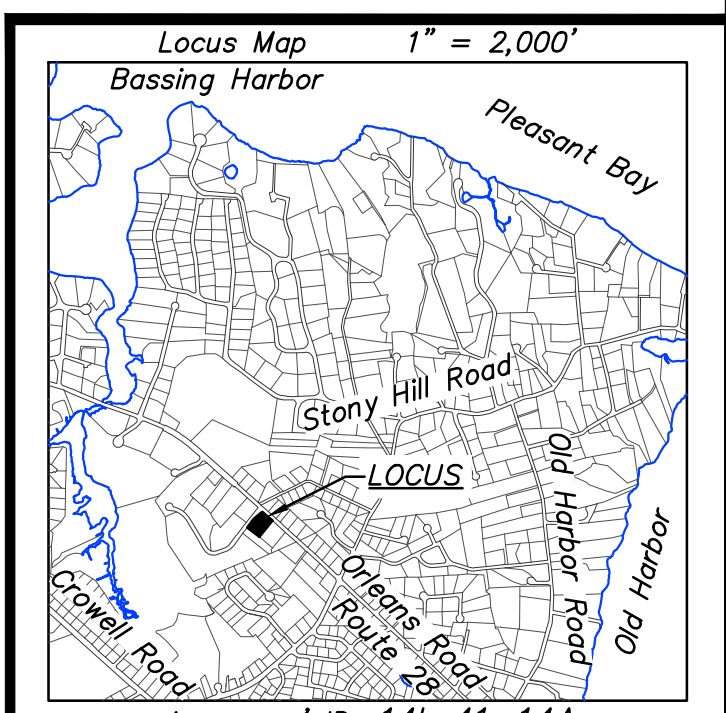 Locus Map 1" = 2,000'
Bassing Harbor
Pleasant Bay
Stony Hill Road
LOCUS
Old Harbor Road
Old Harbor
Orleans Road
Route 28
Crowell Road